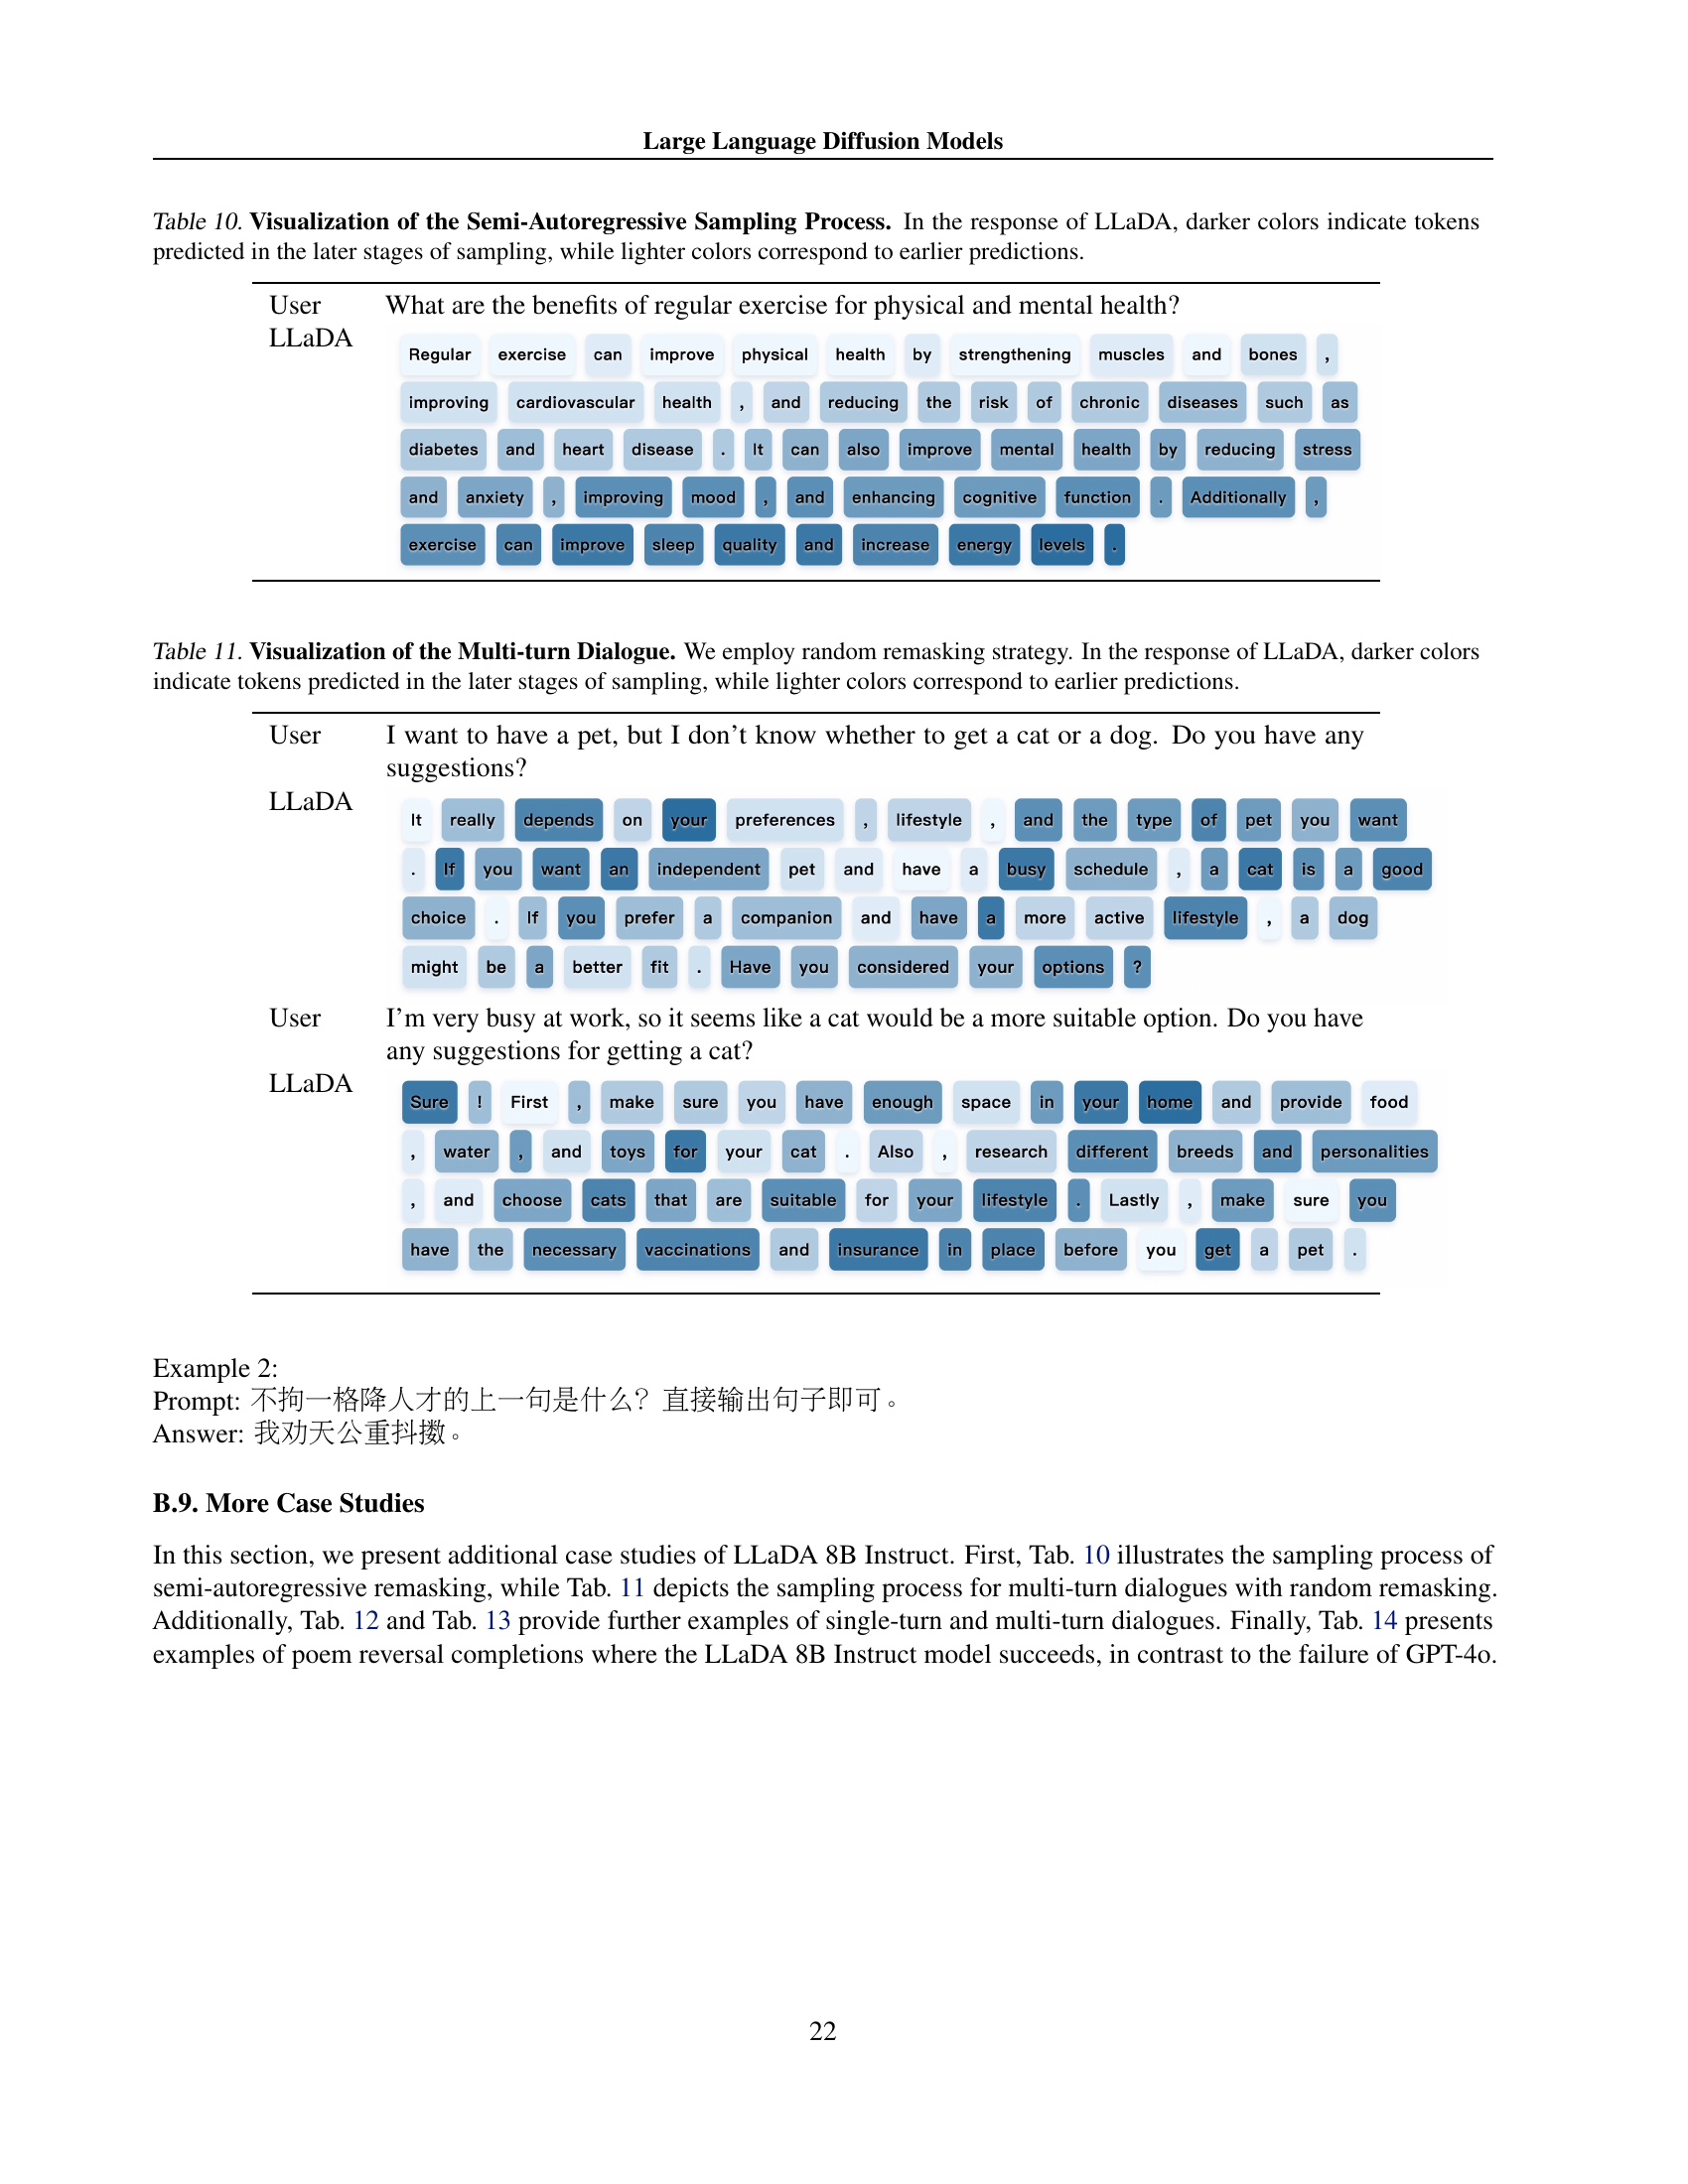 Large Language Diffusion Models
Table 10. Visualization of the Semi-Autoregressive Sampling Process. In the response of LLaDA, darker colors indicate tokens
predicted in the later stages of sampling, while lighter colors correspond to earlier predictions.
User What are the benefits of regular exercise for physical and mental health?
LLaDA
Regular exercise can improve physical health by strengthening muscles and bones ,
improving cardiovascular health , and reducing the risk of chronic diseases such as
diabetes and heart disease . It can also improve mental health by reducing stress
and anxiety , improving mood , and enhancing cognitive function . Additionally ,
exercise can improve sleep quality and increase energy levels .
Table 11. Visualization of the Multi-turn Dialogue. We employ random remasking strategy. In the response of LLaDA, darker colors
indicate tokens predicted in the later stages of sampling, while lighter colors correspond to earlier predictions.
User I want to have a pet, but I don't know whether to get a cat or a dog. Do you have any
suggestions?
LLaDA
It really depends on your preferences , lifestyle , and the type of pet you want
. If you want an independent pet and have a busy schedule , a cat is a good
choice . If you prefer a companion and have a more active lifestyle , a dog
might be a better fit . Have you considered your options ?
User I'm very busy at work, so it seems like a cat would be a more suitable option. Do you have
any suggestions for getting a cat?
LLaDA
Sure ! First , make sure you have enough space in your home and provide food
, water , and toys for your cat . Also , research different breeds and personalities
, and choose cats that are suitable for your lifestyle . Lastly , make sure you
have the necessary vaccinations and insurance in place before you get a pet .
Example 2:
Prompt: 不拘一格降人才的上一句是什么？直接输出句子即可。
Answer: 我劝天公重抖擞。
B.9. More Case Studies
In this section, we present additional case studies of LLaDA 8B Instruct. First, Tab. 10 illustrates the sampling process of
semi-autoregressive remasking, while Tab. 11 depicts the sampling process for multi-turn dialogues with random remasking.
Additionally, Tab. 12 and Tab. 13 provide further examples of single-turn and multi-turn dialogues. Finally, Tab. 14 presents
examples of poem reversal completions where the LLaDA 8B Instruct model succeeds, in contrast to the failure of GPT-4o.
22